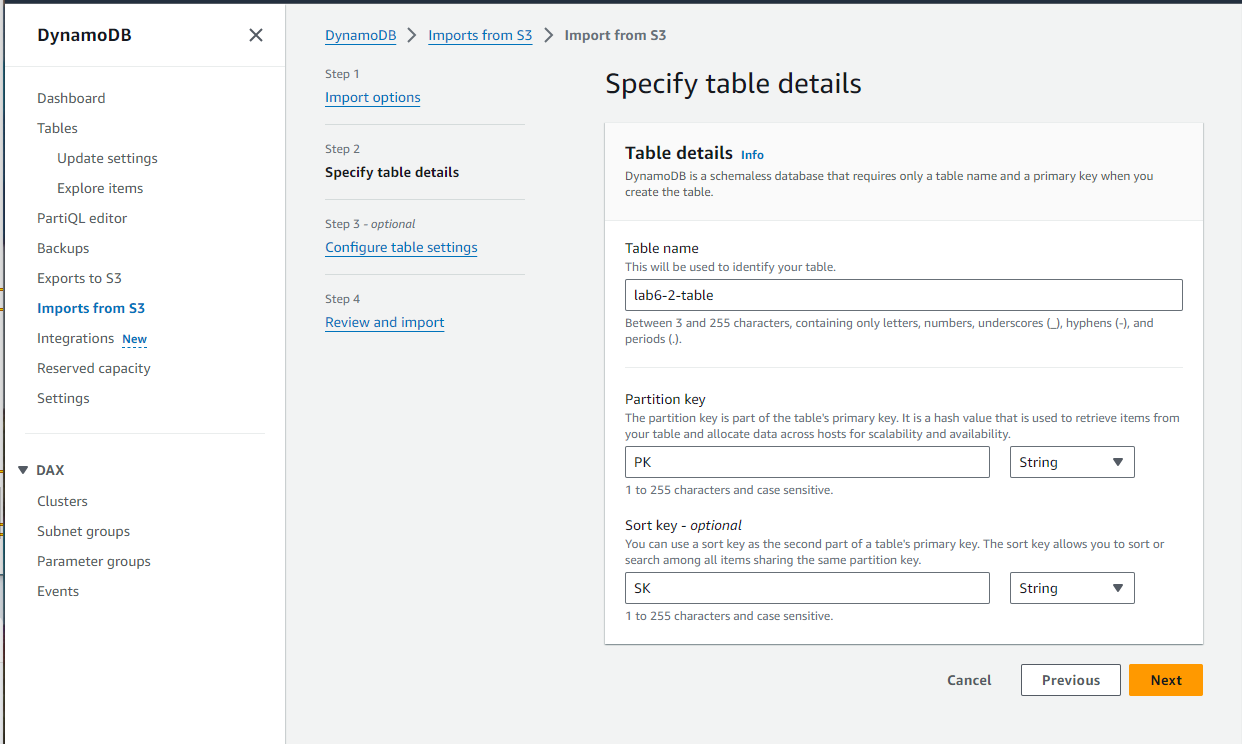 DynamoDB
Dashboard
Tables
Update settings
Explore items
PartiQL editor
Backups
Exports to S3
Imports from S3
Integrations New
Reserved capacity
Settings
DAX
Clusters
Subnet groups
Parameter groups
Events
DynamoDB > Imports from S3 > Import from S3
Step 1
Import options
Step 2
Specify table details
Step 3 - optional
Configure table settings
Step 4
Review and import
Specify table details
Table details Info
DynamoDB is a schemaless database that requires only a table name and a primary key when you
create the table.
Table name
This will be used to identify your table.
lab6-2-table
Between 3 and 255 characters, containing only letters, numbers, underscores (_), hyphens (-), and
periods (.).
Partition key
The partition key is part of the table's primary key. It is a hash value that is used to retrieve items from
your table and allocate data across hosts for scalability and availability.
PK String
1 to 255 characters and case sensitive.
Sort key - optional
You can use a sort key as the second part of a table's primary key. The sort key allows you to sort or
search among all items sharing the same partition key.
SK String
1 to 255 characters and case sensitive.
Cancel Previous Next